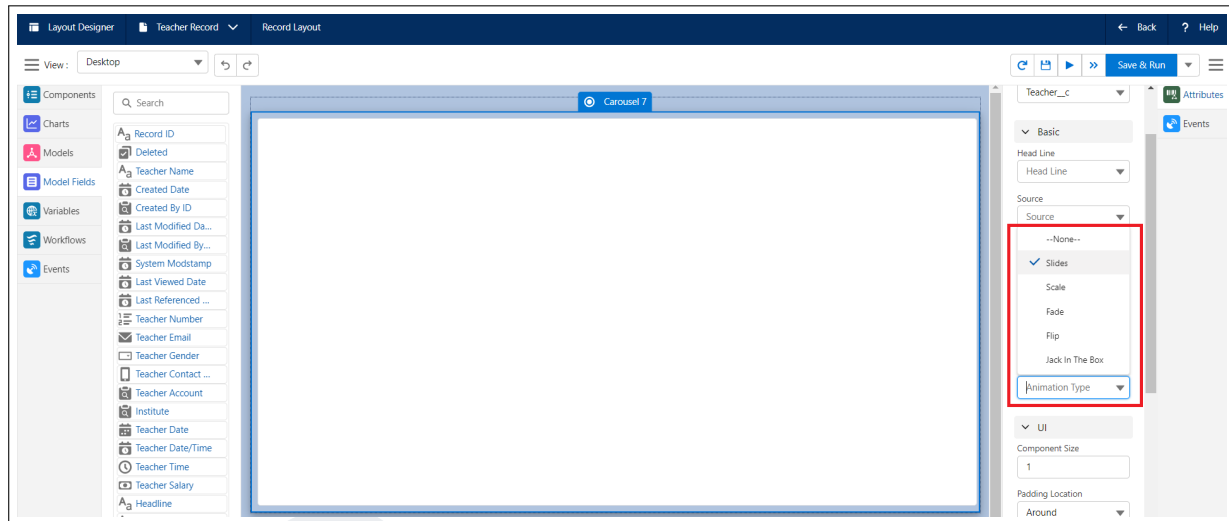 Layout Designer
Teacher Record
Record Layout
Back
? Help
View :
Desktop
Save & Run
Components
Charts
Models
Model Fields
Variables
Workflows
Events
Search
Record ID
Deleted
Teacher Name
Created Date
Created By ID
Last Modified Da...
Last Modified By...
System Modstamp
Last Viewed Date
Last Referenced ...
Teacher Number
Teacher Email
Teacher Gender
Teacher Contact ...
Teacher Account
Institute
Teacher Date
Teacher Date/Time
Teacher Time
Teacher Salary
Headline
Carousel 7
Teacher__c
Basic
Head Line
Head Line
Source
Source
--None--
Slides
Scale
Fade
Flip
Jack In The Box
Animation Type
UI
Component Size
1
Padding Location
Around
Attributes
Events